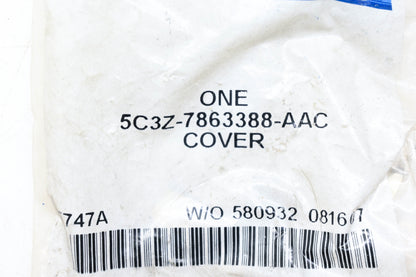 ONE
5C3Z-7863388-AAC
COVER
747A W/O 580932 081607